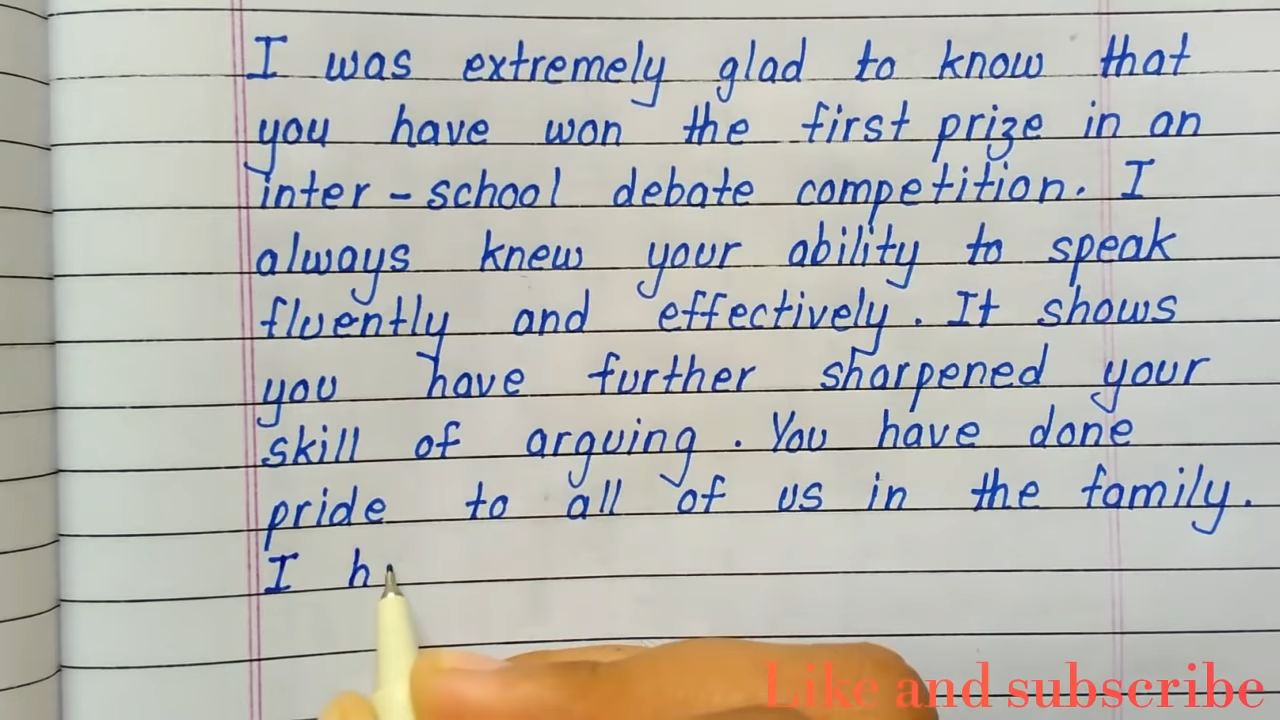 I was extremely glad to know that
you have won the first prize in an
inter-school debate competition. I
always knew your ability to speak
fluently and effectively. It shows
you have further sharpened your
skill of arguing. You have done
pride to all of us in the family.
I h
Like and subscribe